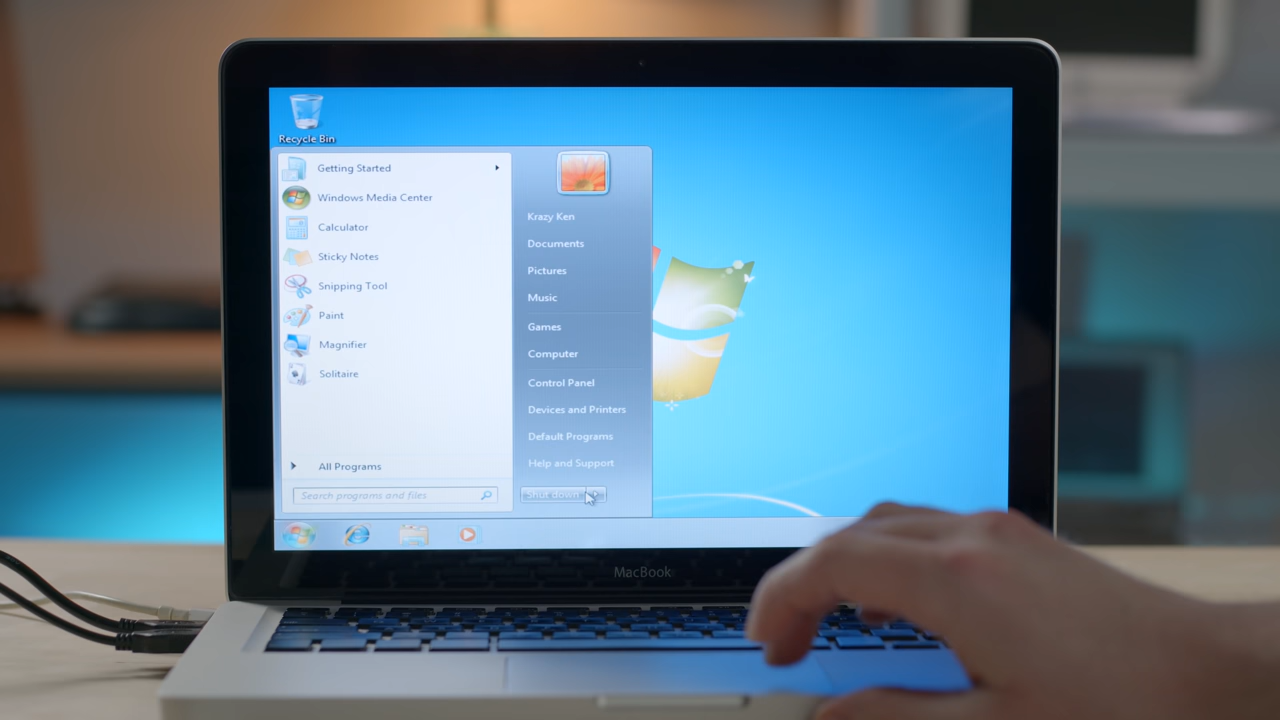 Recycle Bin
Getting Started
Windows Media Center
Calculator
Sticky Notes
Snipping Tool
Paint
Magnifier
Solitaire
All Programs
Search programs and files
Krazy Ken
Documents
Pictures
Music
Games
Computer
Control Panel
Devices and Printers
Default Programs
Help and Support
Shut down
MacBook